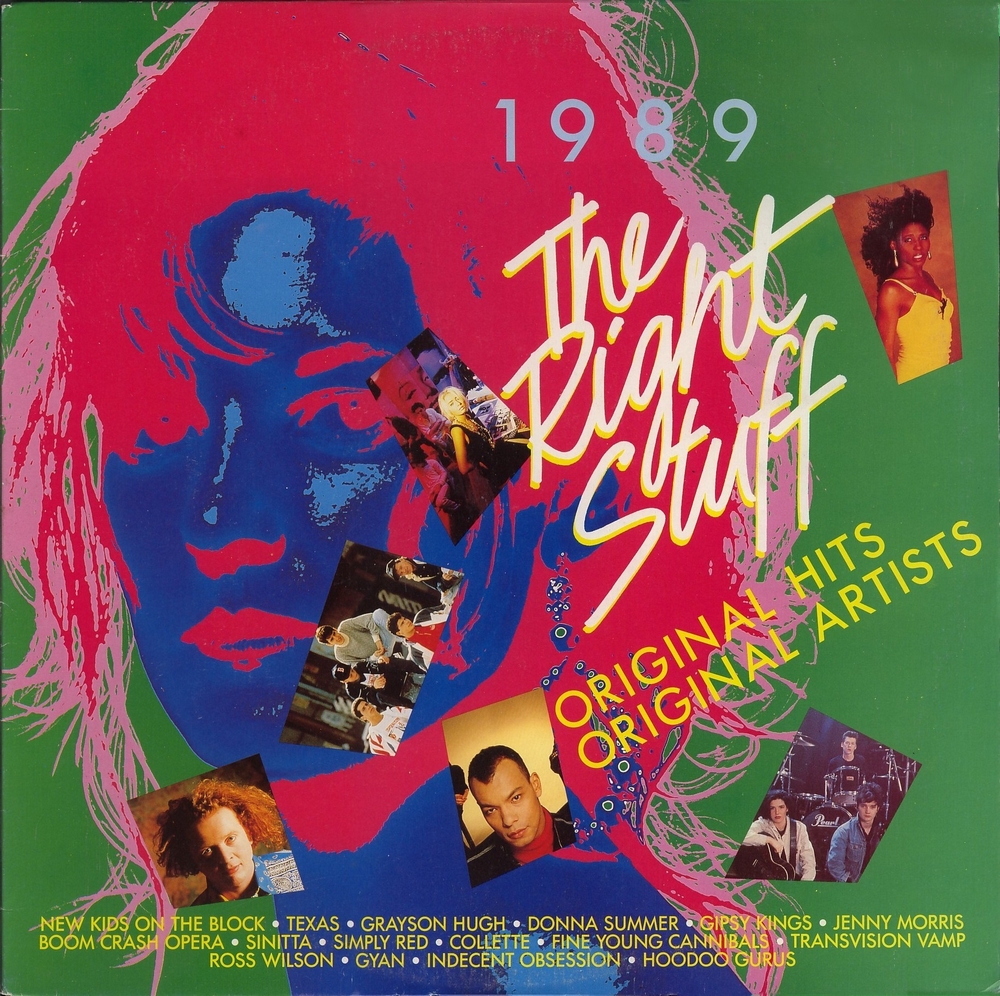 1989
The
Right
Stuff
ORIGINAL HITS
ORIGINAL ARTISTS
Pearl
NEW KIDS ON THE BLOCK • TEXAS • GRAYSON HUGH • DONNA SUMMER • GIPSY KINGS • JENNY MORRIS
BOOM CRASH OPERA • SINITTA • SIMPLY RED • COLLETTE • FINE YOUNG CANNIBALS • TRANSVISION VAMP
ROSS WILSON • GYAN • INDECENT OBSESSION • HOODOO GURUS